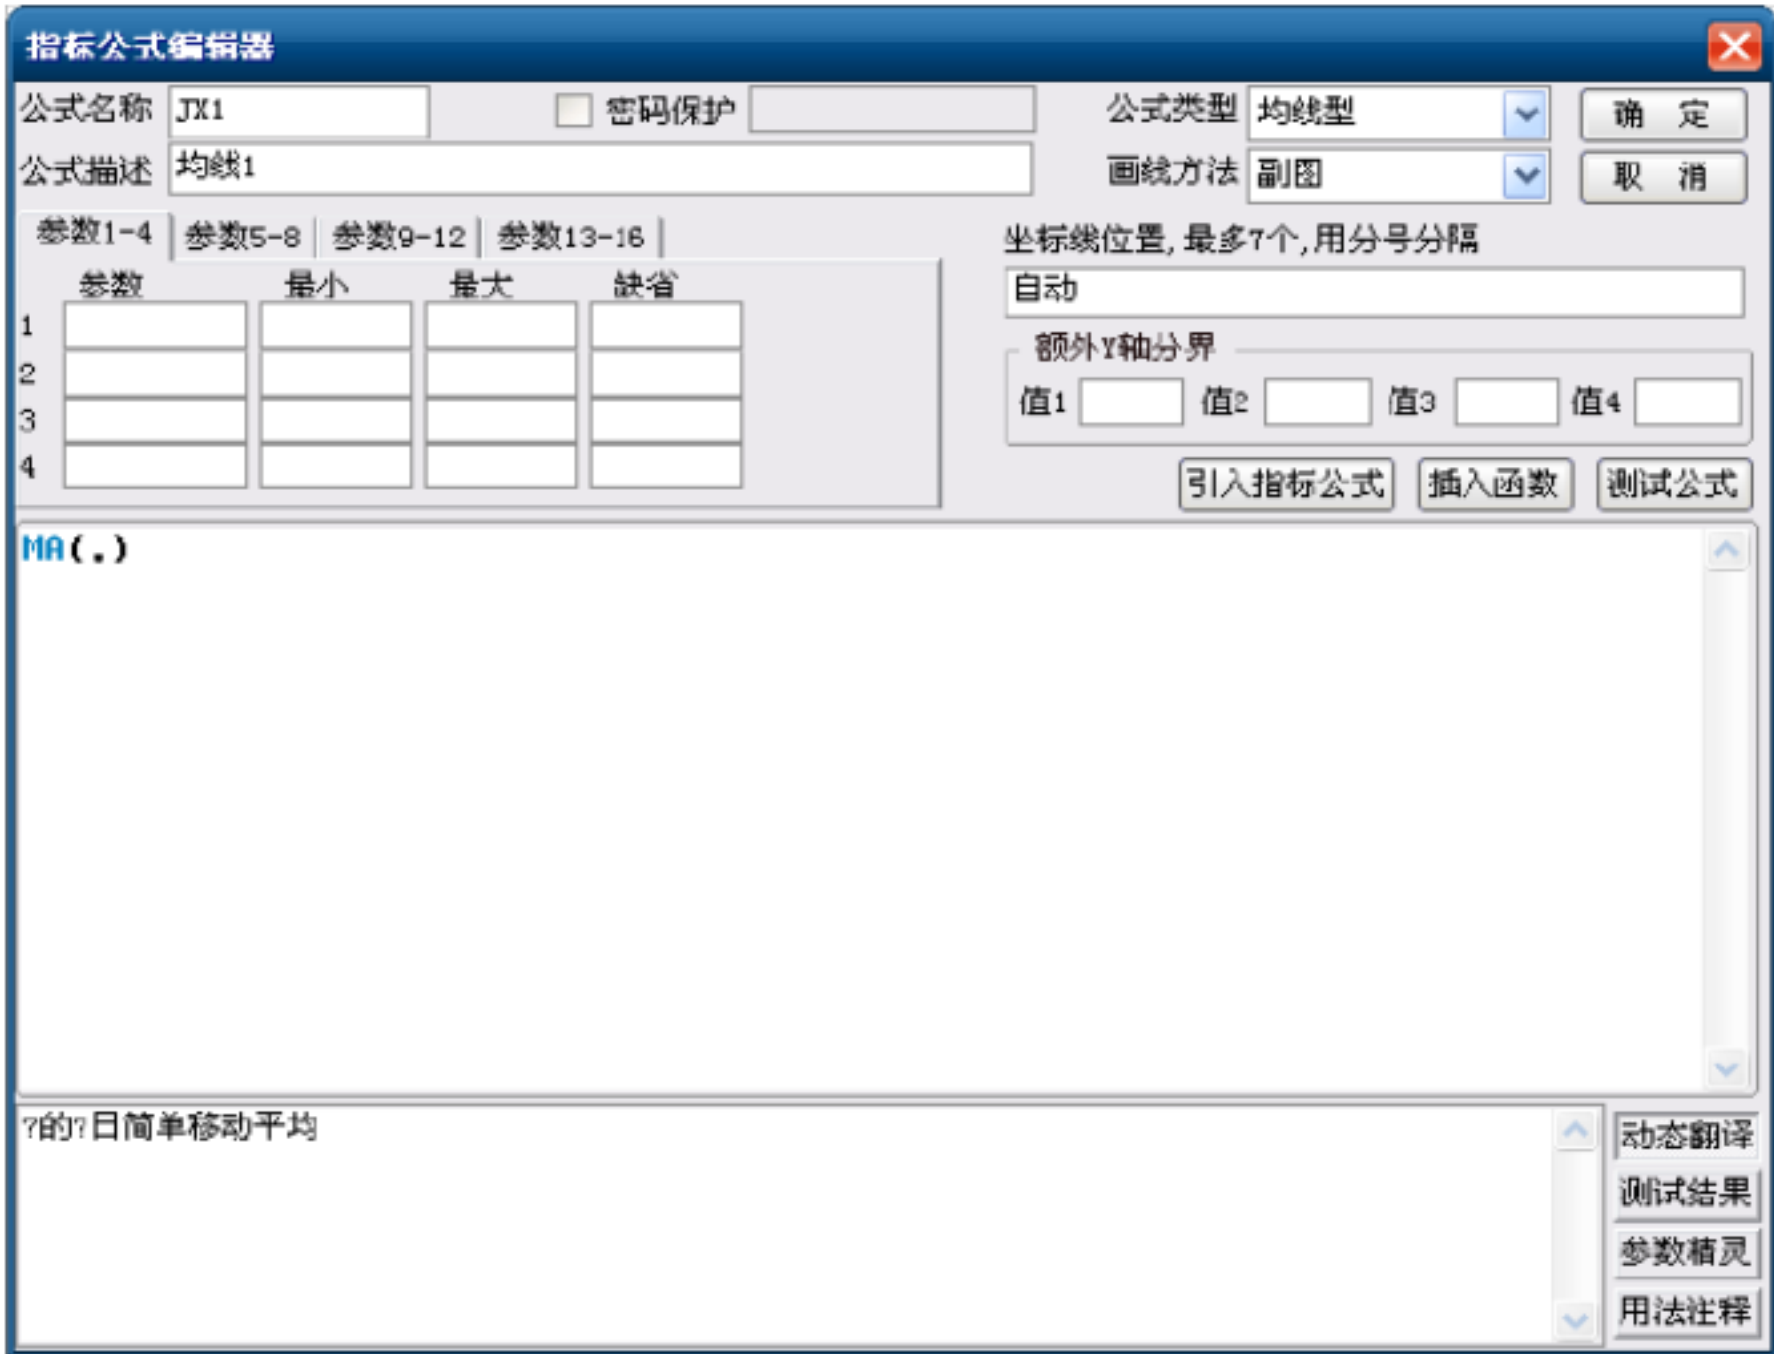 指标公式编辑器
公式名称 JX1 密码保护 公式类型 均线型 确 定
公式描述 均线1 画线方法 副图 取 消
参数1-4 参数5-8 参数9-12 参数13-16 坐标线位置,最多7个,用分号分隔
参数 最小 最大 缺省 自动
1
2 额外Y轴分界
3 值1 值2 值3 值4
4 引入指标公式 插入函数 测试公式
MA(.)
?的?日简单移动平均 动态翻译
测试结果
参数精灵
用法注释